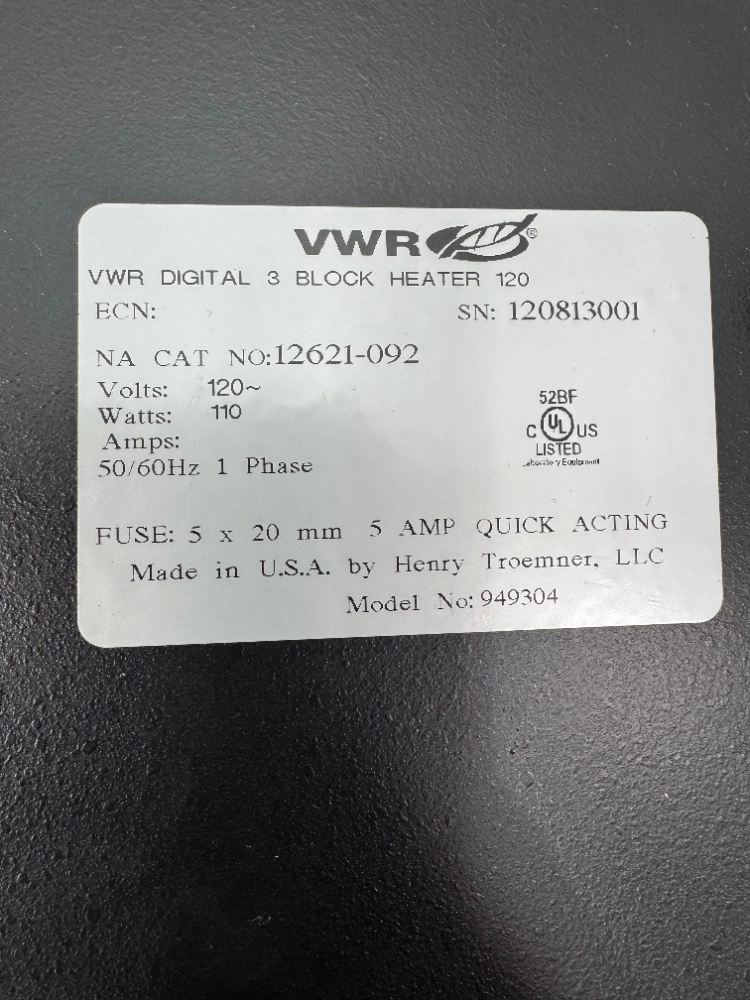 VWR®
VWR DIGITAL 3 BLOCK HEATER 120
ECN: SN: 120813001
NA CAT NO:12621-092
Volts: 120~
Watts: 110
Amps:
50/60Hz 1 Phase
52BF
C UL US
LISTED
Laboratory Equipment
FUSE: 5 x 20 mm 5 AMP QUICK ACTING
Made in U.S.A. by Henry Troemner, LLC
Model No: 949304